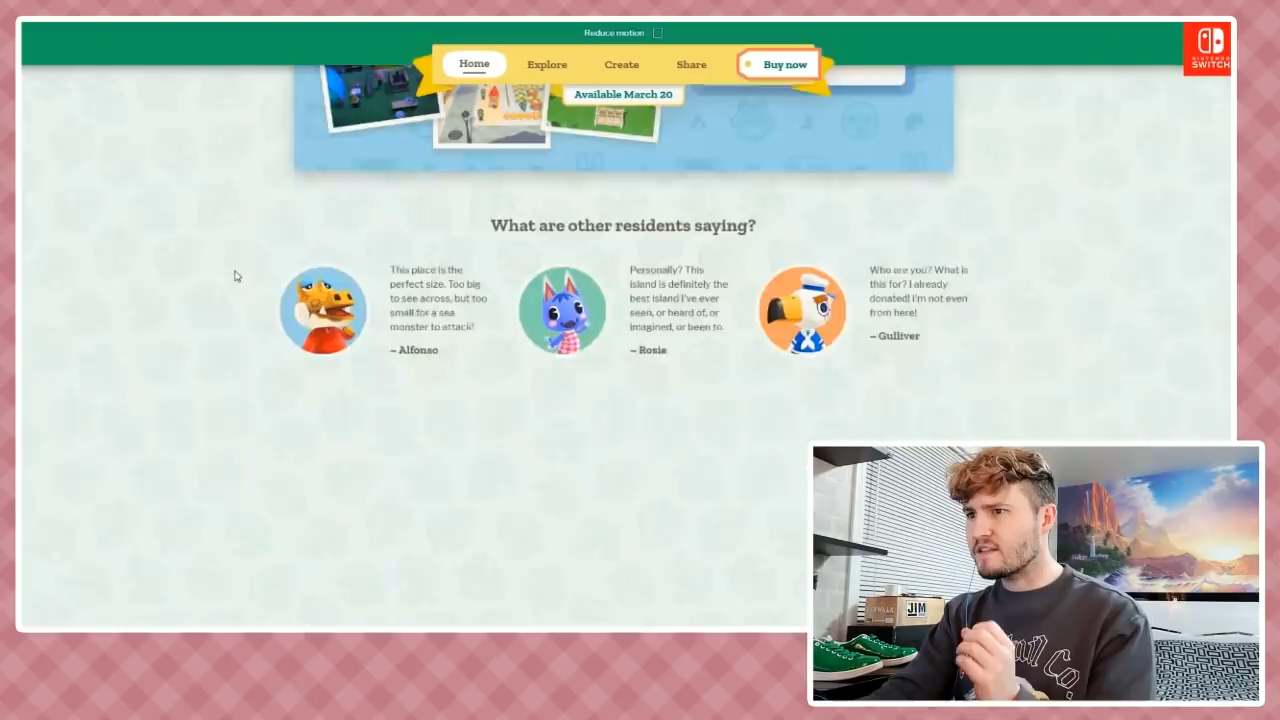 Reduce motion
Home Explore Create Share Buy now
NINTENDO
SWITCH
Available March 20
What are other residents saying?
This place is the
perfect size. Too big
to see across, but too
small for a sea
monster to attack!
– Alfonso
Personally? This
island is definitely the
best island I've ever
seen, or heard of, or
imagined, or been to.
– Rosie
Who are you? What is
this for? I already
donated! I'm not even
from here!
– Gulliver
JIM
Co.